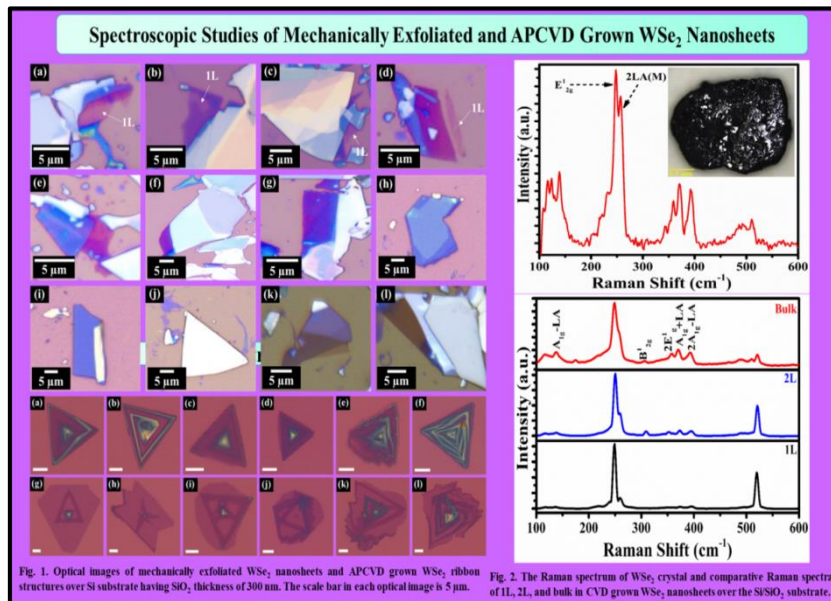 Spectroscopic Studies of Mechanically Exfoliated and APCVD Grown WSe₂ Nanosheets
(a) 1L 5 µm
(b) 1L 5 µm
(c) 1L 5 µm
(d) 1L 5 µm
(e) 5 µm
(f) 5 µm
(g) 5 µm
(h) 5 µm
(i) 5 µm
(j) 5 µm
(k) 5 µm
(l) 5 µm
(a) (b) (c) (d) (e) (f)
(g) (h) (i) (j) (k) (l)
Fig. 1. Optical images of mechanically exfoliated WSe₂ nanosheets and APCVD grown WSe₂ ribbon
structures over Si substrate having SiO₂ thickness of 300 nm. The scale bar in each optical image is 5 µm.
E¹2g
2LA(M)
Intensity (a.u.)
100 200 300 400 500 600
Raman Shift (cm⁻¹)
Bulk
A1g-LA
B¹2g
2E¹1g
A1g+LA
2A1g-LA
2L
1L
Intensity (a.u.)
100 200 300 400 500 600
Raman Shift (cm⁻¹)
Fig. 2. The Raman spectrum of WSe₂ crystal and comparative Raman spectra
of 1L, 2L, and bulk in CVD grown WSe₂ nanosheets over the Si/SiO₂ substrate.